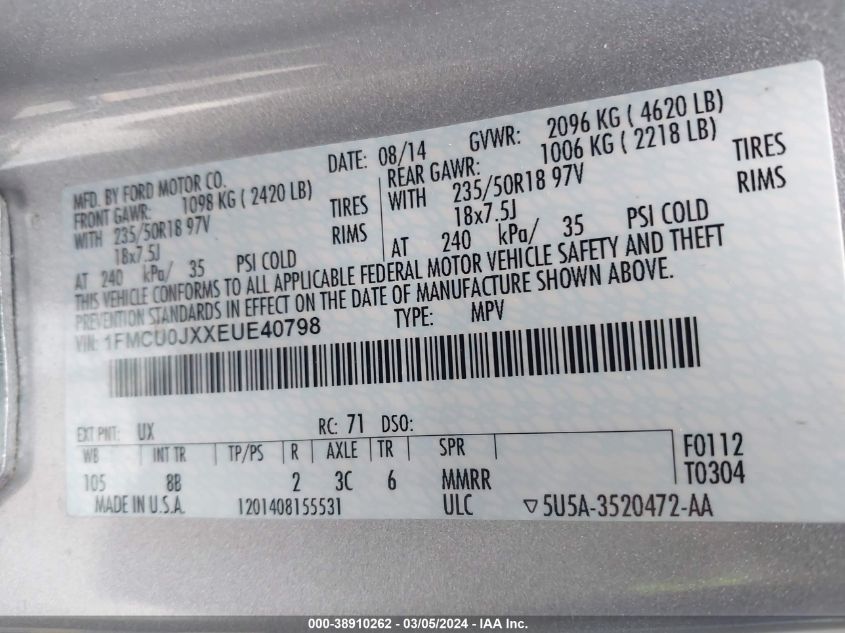 MFD. BY FORD MOTOR CO.
DATE: 08/14
GVWR: 2096 KG ( 4620 LB)
FRONT GAWR: 1098 KG ( 2420 LB)
REAR GAWR: 1006 KG ( 2218 LB)
WITH 235/50R18 97V TIRES
WITH 235/50R18 97V TIRES
18x7.5J RIMS
18x7.5J RIMS
AT 240 kPa/ 35 PSI COLD
AT 240 kPa/ 35 PSI COLD
THIS VEHICLE CONFORMS TO ALL APPLICABLE FEDERAL MOTOR VEHICLE SAFETY AND THEFT
PREVENTION STANDARDS IN EFFECT ON THE DATE OF MANUFACTURE SHOWN ABOVE.
VIN: 1FMCU0JXXEUE40798 TYPE: MPV
EXT PNT: UX RC: 71 DSO:
WB INT TR TP/PS R AXLE TR SPR F0112
105 8B 2 3C 6 MMRR T0304
MADE IN U.S.A. 1201408155531 ULC ▽5U5A-3520472-AA
000-38910262 - 03/05/2024 - IAA Inc.